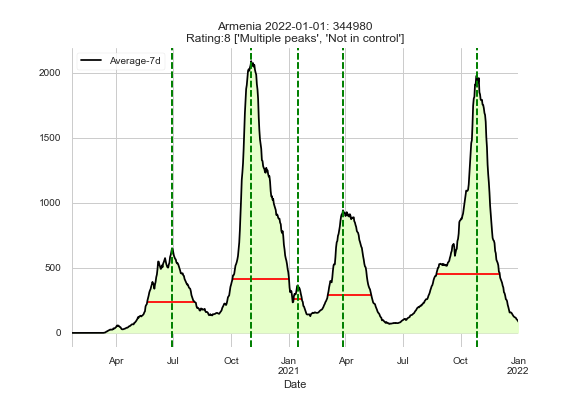 Armenia 2022-01-01: 344980
Rating:8 ['Multiple peaks', 'Not in control']
Average-7d
2000
1500
1000
500
0
Apr Jul Oct Jan Apr Jul Oct Jan
2021 2022
Date